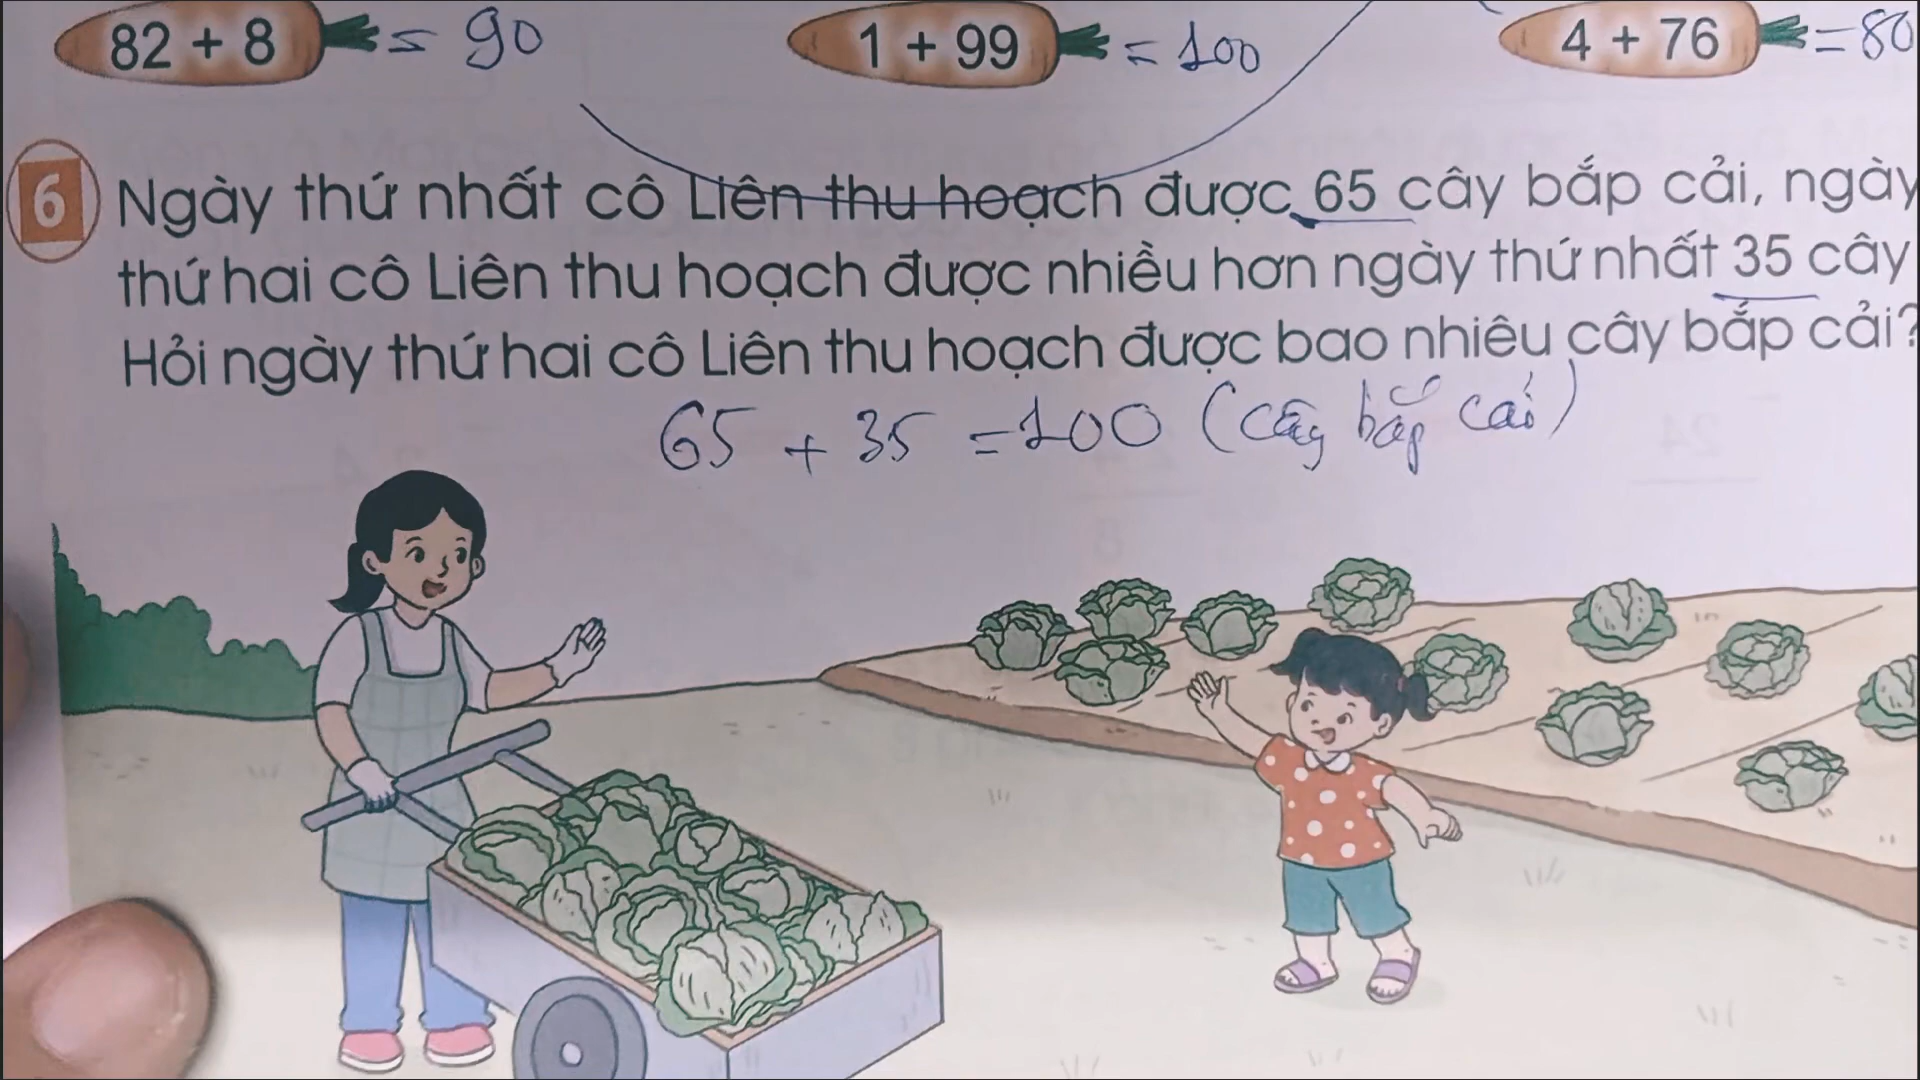 82 + 8 = 90 1 + 99 = 100 4 + 76 = 80
6 Ngày thứ nhất cô Liên thu hoạch được 65 cây bắp cải, ngày
thứ hai cô Liên thu hoạch được nhiều hơn ngày thứ nhất 35 cây
Hỏi ngày thứ hai cô Liên thu hoạch được bao nhiêu cây bắp cải?
65 + 35 = 100 (cây bắp cải)